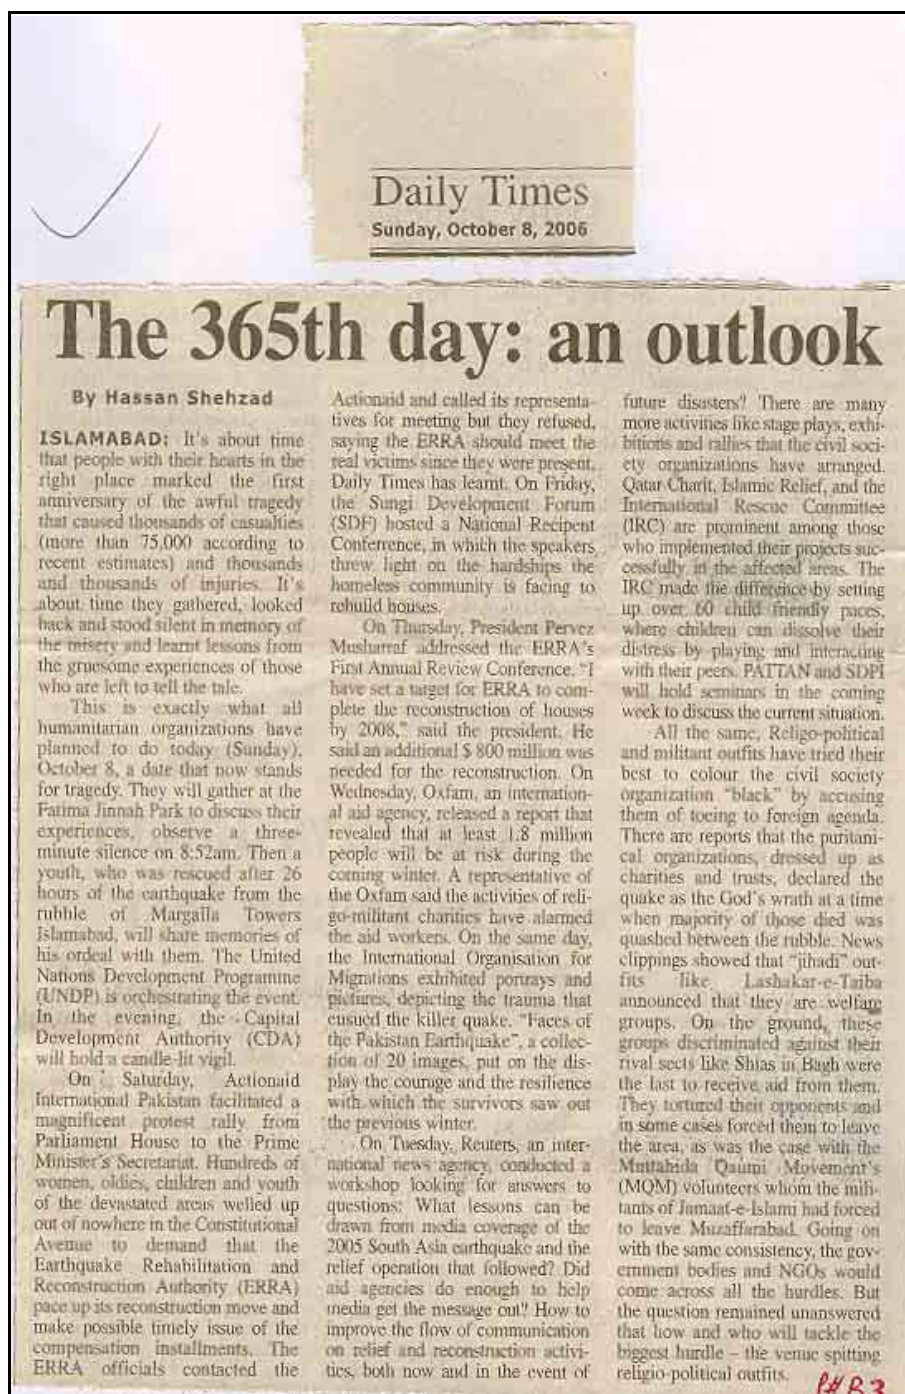 Daily Times
Sunday, October 8, 2006
The 365th day: an outlook
By Hassan Shehzad
ISLAMABAD: It's about time
that people with their hearts in the
right place marked the first
anniversary of the awful tragedy
that caused thousands of casualties
(more than 75,000 according to
recent estimates) and thousands
and thousands of injuries. It's
about time they gathered, looked
back and stood silent in memory of
the misery and learnt lessons from
the gruesome experiences of those
who are left to tell the tale.
This is exactly what all
humanitarian organizations have
planned to do today (Sunday),
October 8, a date that now stands
for tragedy. They will gather at the
Fatima Jinnah Park to discuss their
experiences, observe a three-
minute silence on 8:52am. Then a
youth, who was rescued after 26
hours of the earthquake from the
rubble of Margalla Towers
Islamabad, will share memories of
his ordeal with them. The United
Nations Development Programme
(UNDP) is orchestrating the event.
In the evening, the Capital
Development Authority (CDA)
will hold a candle-lit vigil.
On Saturday, Actionaid
International Pakistan facilitated a
magnificent protest rally from
Parliament House to the Prime
Minister's Secretariat. Hundreds of
women, oldies, children and youth
of the devastated areas welled up
out of nowhere in the Constitutional
Avenue to demand that the
Earthquake Rehabilitation and
Reconstruction Authority (ERRA)
pace up its reconstruction move and
make possible timely issue of the
compensation installments. The
ERRA officials contacted the
Actionaid and called its representa-
tives for meeting but they refused,
saying the ERRA should meet the
real victims since they were present,
Daily Times has learnt. On Friday,
the Sungi Development Forum
(SDF) hosted a National Recipent
Conferrence, in which the speakers
threw light on the hardships the
homeless community is facing to
rebuild houses.
On Thursday, President Pervez
Musharraf addressed the ERRA's
First Annual Review Conference. "I
have set a target for ERRA to com-
plete the reconstruction of houses
by 2008," said the president. He
said an additional $ 800 million was
needed for the reconstruction. On
Wednesday, Oxfam, an internation-
al aid agency, released a report that
revealed that at least 1.8 million
people will be at risk during the
coming winter. A representative of
the Oxfam said the activities of reli-
go-militant charities have alarmed
the aid workers. On the same day,
the International Organisation for
Migrations exhibited portrays and
pictures, depicting the trauma that
ensued the killer quake. "Faces of
the Pakistan Earthquake", a collec-
tion of 20 images, put on the dis-
play the courage and the resilience
with which the survivors saw out
the previous winter.
On Tuesday, Reuters, an inter-
national news agency, conducted a
workshop looking for answers to
questions: What lessons can be
drawn from media coverage of the
2005 South Asia earthquake and the
relief operation that followed? Did
aid agencies do enough to help
media get the message out? How to
improve the flow of communication
on relief and reconstruction activi-
ties, both now and in the event of
future disasters? There are many
more activities like stage plays, exhi-
bitions and rallies that the civil soci-
ety organizations have arranged.
Qatar Charit, Islamic Relief, and the
International Rescue Committee
(IRC) are prominent among those
who implemented their projects suc-
cessfully in the affected areas. The
IRC made the difference by setting
up over 60 child friendly paces,
where children can dissolve their
distress by playing and interacting
with their peers. PATTAN and SDPI
will hold seminars in the coming
week to discuss the current situation.
All the same, Religo-political
and militant outfits have tried their
best to colour the civil society
organization "black" by accusing
them of toeing to foreign agenda.
There are reports that the puritani-
cal organizations, dressed up as
charities and trusts, declared the
quake as the God's wrath at a time
when majority of those died was
quashed between the rubble. News
clippings showed that "jihadi" out-
fits like Lashakar-e-Taiba
announced that they are welfare
groups. On the ground, these
groups discriminated against their
rival sects like Shias in Bagh were
the last to receive aid from them.
They tortured their opponents and
in some cases forced them to leave
the area, as was the case with the
Muttahida Qaumi Movement's
(MQM) volunteers whom the mili-
tants of Jamaat-e-Islami had forced
to leave Muzaffarabad. Going on
with the same consistency, the gov-
ernment bodies and NGOs would
come across all the hurdles. But
the question remained unanswered
that how and who will tackle the
biggest hurdle – the venue spitting
religio-political outfits.